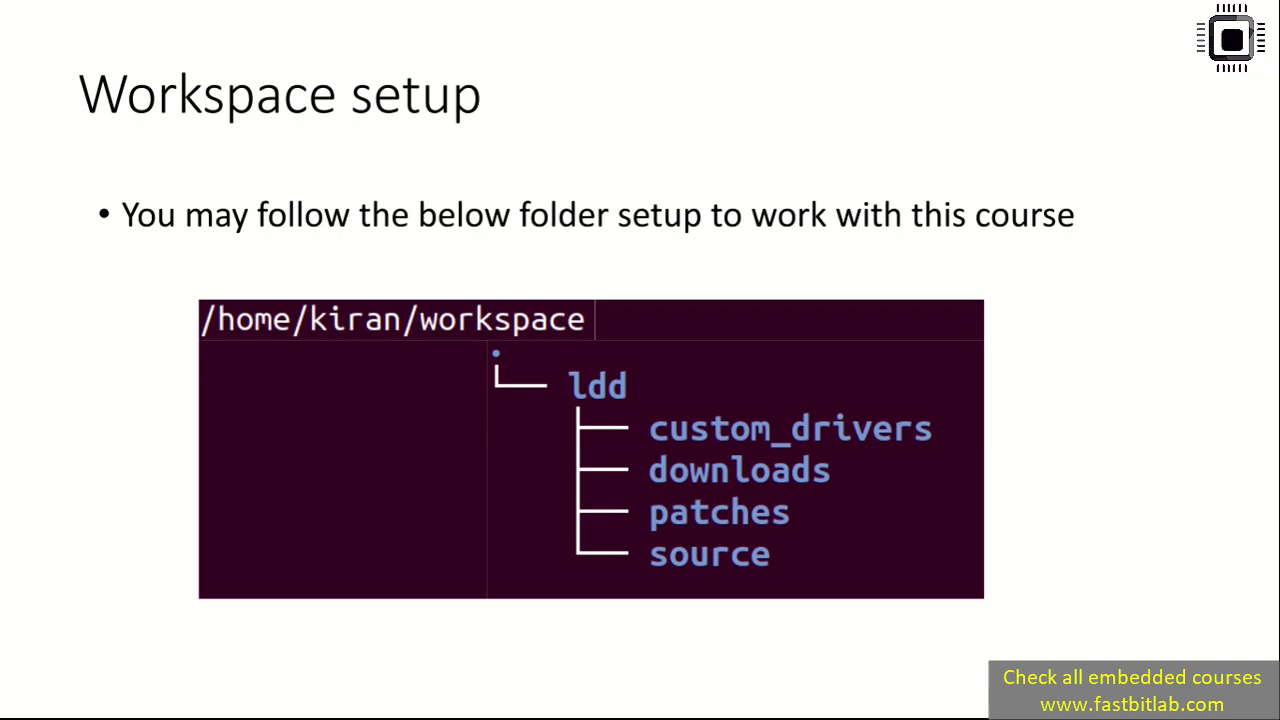 Workspace setup
• You may follow the below folder setup to work with this course
/home/kiran/workspace
.
└── ldd
├── custom_drivers
├── downloads
├── patches
└── source
Check all embedded courses
www.fastbitlab.com